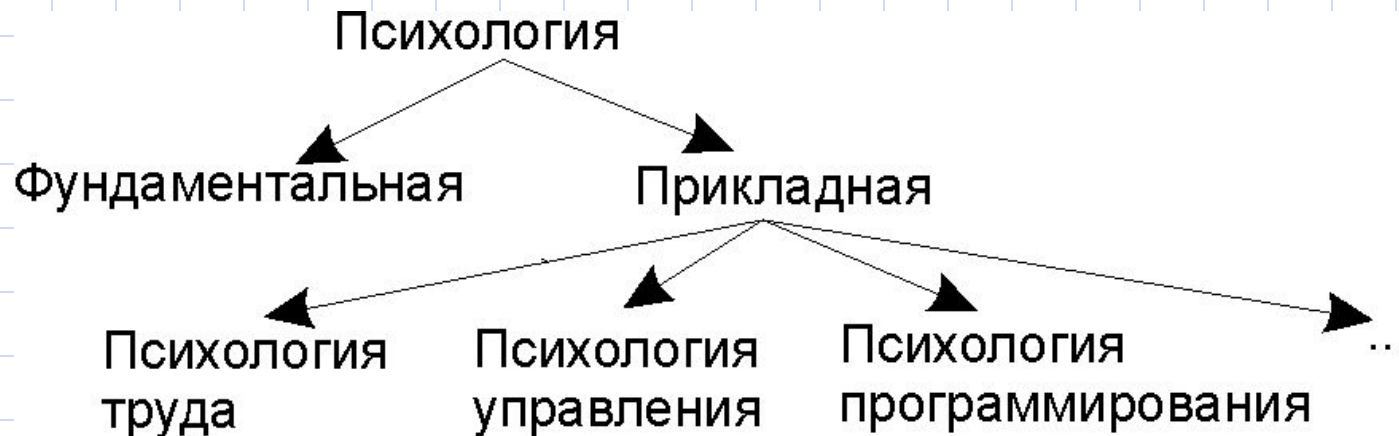 Психология
Фундаментальная
Прикладная
Психология
труда
Психология
управления
Психология
программирования
..